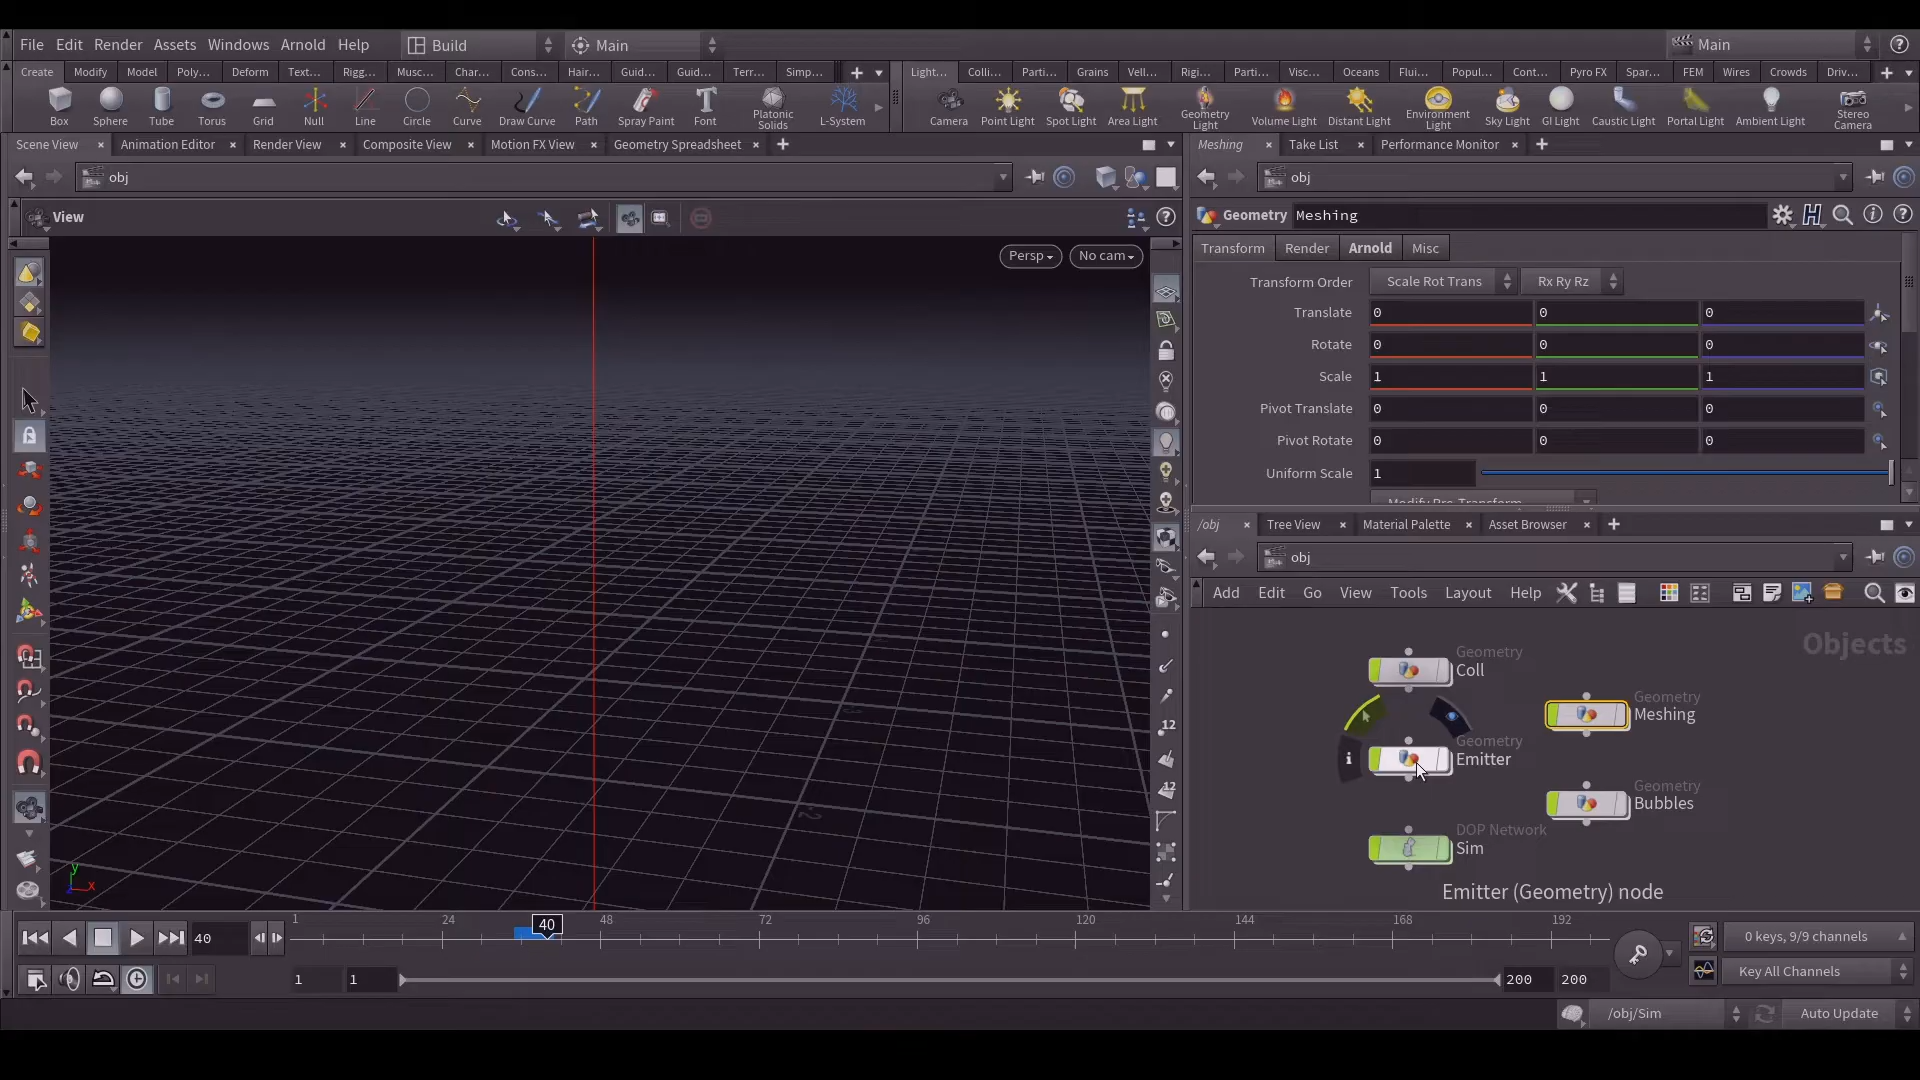 File Edit Render Assets Windows Arnold Help Build Main Main
Create Modify Model Poly... Deform Text... Rigg... Musc... Char... Cons... Hair... Guid... Guid... Terr... Simp... Light... Colli... Parti... Grains Vell... Rigi... Parti... Visc... Oceans Flui... Popul... Cont... Pyro FX Spar... FEM Wires Crowds Driv...
Box Sphere Tube Torus Grid Null Line Circle Curve Draw Curve Path Spray Paint Font Platonic Solids L-System Camera Point Light Spot Light Area Light Geometry Light Volume Light Distant Light Environment Light Sky Light GI Light Caustic Light Portal Light Ambient Light Stereo Camera
Scene View Animation Editor Render View Composite View Motion FX View Geometry Spreadsheet
obj
View
Persp No cam
Meshing Take List Performance Monitor
obj
Geometry Meshing
Transform Render Arnold Misc
Transform Order Scale Rot Trans Rx Ry Rz
Translate 0 0 0
Rotate 0 0 0
Scale 1 1 1
Pivot Translate 0 0 0
Pivot Rotate 0 0 0
Uniform Scale 1
Modify Pre-Transform
/obj Tree View Material Palette Asset Browser
obj
Add Edit Go View Tools Layout Help
Objects
Geometry
Coll
Geometry
Meshing
Geometry
Emitter
Geometry
Bubbles
DOP Network
Sim
Emitter (Geometry) node
12
12
y
x
z
1 24 48 72 96 120 144 168 192
40
40
0 keys, 9/9 channels
1 1 200 200
Key All Channels
/obj/Sim Auto Update